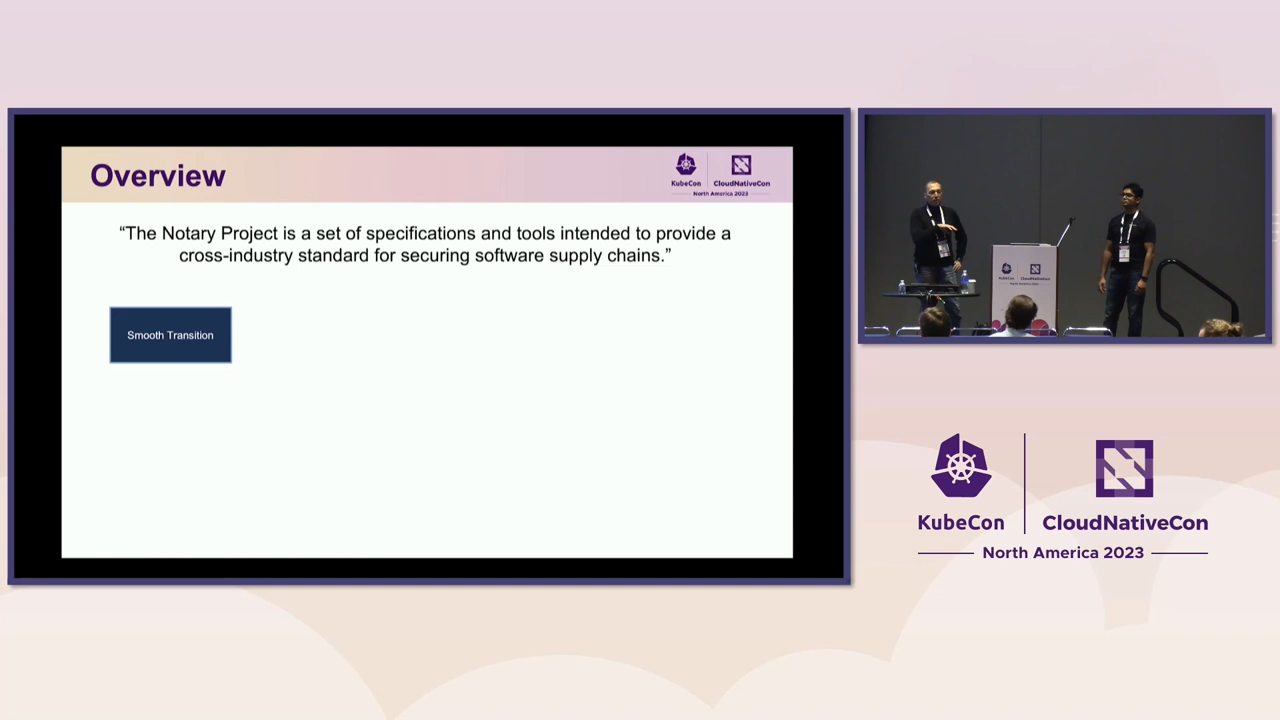 Overview
KubeCon
CloudNativeCon
North America 2023
“The Notary Project is a set of specifications and tools intended to provide a
cross-industry standard for securing software supply chains.”
Smooth Transition
KubeCon
CloudNativeCon
North America 2023